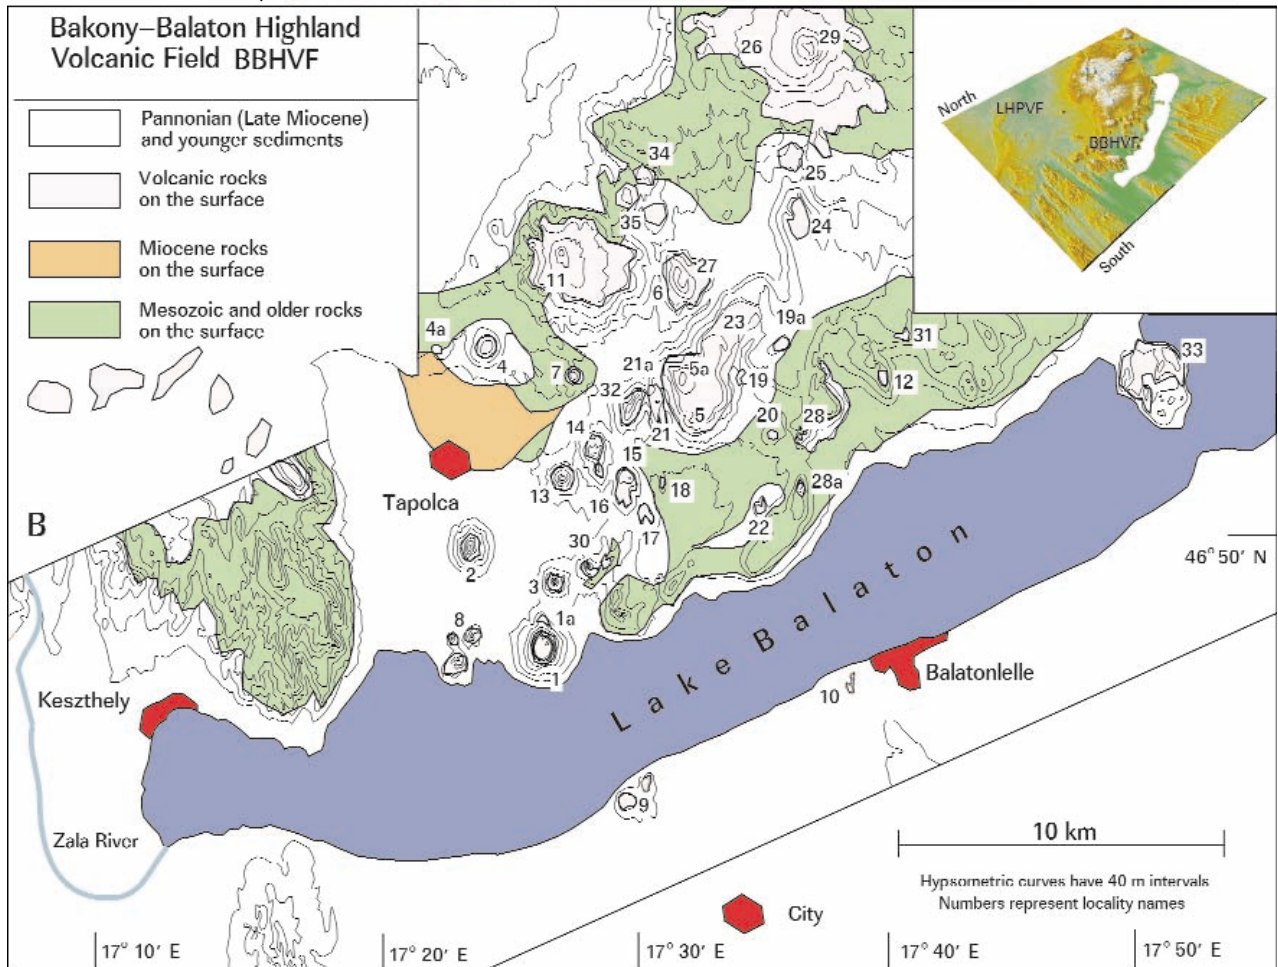 Bakony–Balaton Highland
Volcanic Field BBHVF
Pannonian (Late Miocene)
and younger sediments
Volcanic rocks
on the surface
Miocene rocks
on the surface
Mesozoic and older rocks
on the surface
North
LHPVF
BBHVF
South
26
29
34
25
35
24
11
27
6
23
19a
4a
31
4
7
21a
5a
19
12
33
32
5
28
14
21
20
15
13
16
18
28a
Tapolca
22
17
B
30
2
3
46° 50' N
8
1a
1
Lake Balaton
Keszthely
Balatonlelle
10
9
Zala River
10 km
Hypsometric curves have 40 m intervals
Numbers represent locality names
City
17° 10' E
17° 20' E
17° 30' E
17° 40' E
17° 50' E